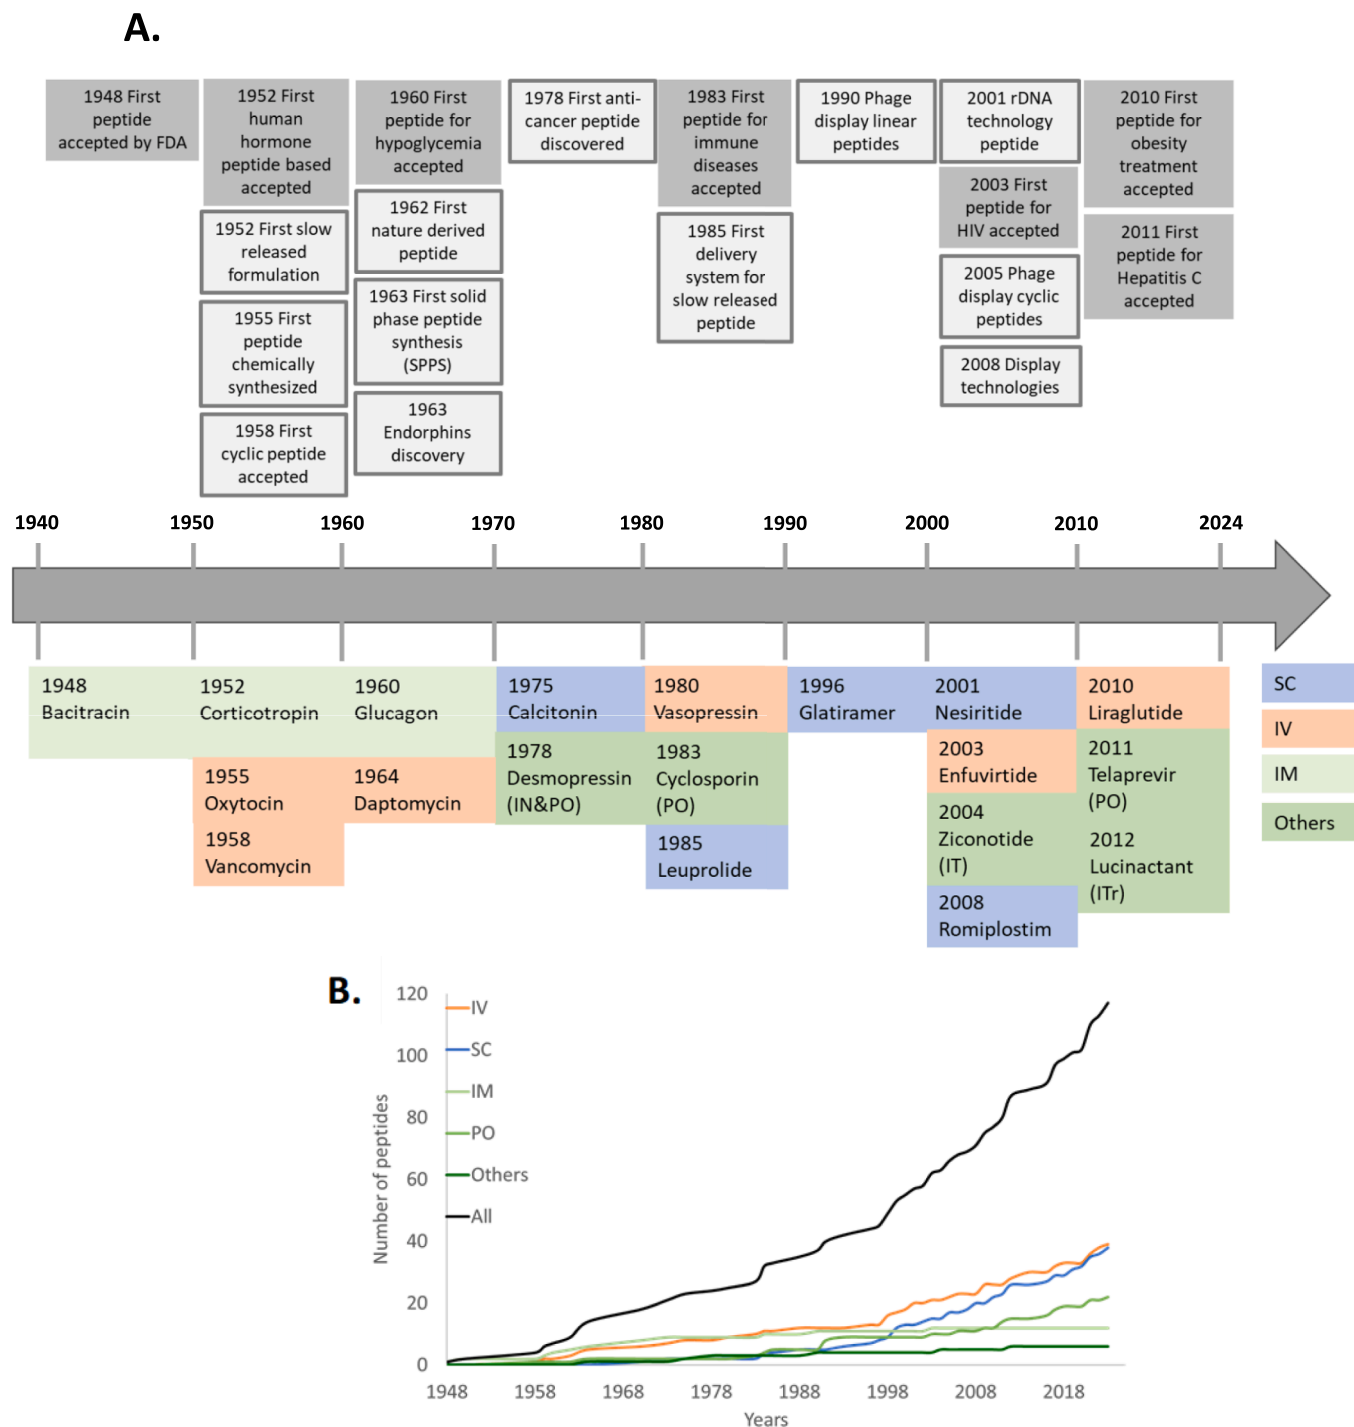 A.
1948 First
peptide
accepted by FDA
1952 First
human
hormone
peptide based
accepted
1952 First slow
released
formulation
1955 First
peptide
chemically
synthesized
1958 First
cyclic peptide
accepted
1960 First
peptide for
hypoglycemia
accepted
1962 First
nature derived
peptide
1963 First solid
phase peptide
synthesis
(SPPS)
1963
Endorphins
discovery
1978 First anti-
cancer peptide
discovered
1983 First
peptide for
immune
diseases
accepted
1985 First
delivery
system for
slow released
peptide
1990 Phage
display linear
peptides
2001 rDNA
technology
peptide
2003 First
peptide for
HIV accepted
2005 Phage
display cyclic
peptides
2008 Display
technologies
2010 First
peptide for
obesity
treatment
accepted
2011 First
peptide for
Hepatitis C
accepted
1940 1950 1960 1970 1980 1990 2000 2010 2024
1948
Bacitracin
1952
Corticotropin
1955
Oxytocin
1958
Vancomycin
1960
Glucagon
1964
Daptomycin
1975
Calcitonin
1978
Desmopressin
(IN&PO)
1980
Vasopressin
1983
Cyclosporin
(PO)
1985
Leuprolide
1996
Glatiramer
2001
Nesiritide
2003
Enfuvirtide
2004
Ziconotide
(IT)
2008
Romiplostim
2010
Liraglutide
2011
Telaprevir
(PO)
2012
Lucinactant
(ITr)
SC
IV
IM
Others
B.
Number of peptides
120
100
80
60
40
20
0
IV
SC
IM
PO
Others
All
1948 1958 1968 1978 1988 1998 2008 2018
Years